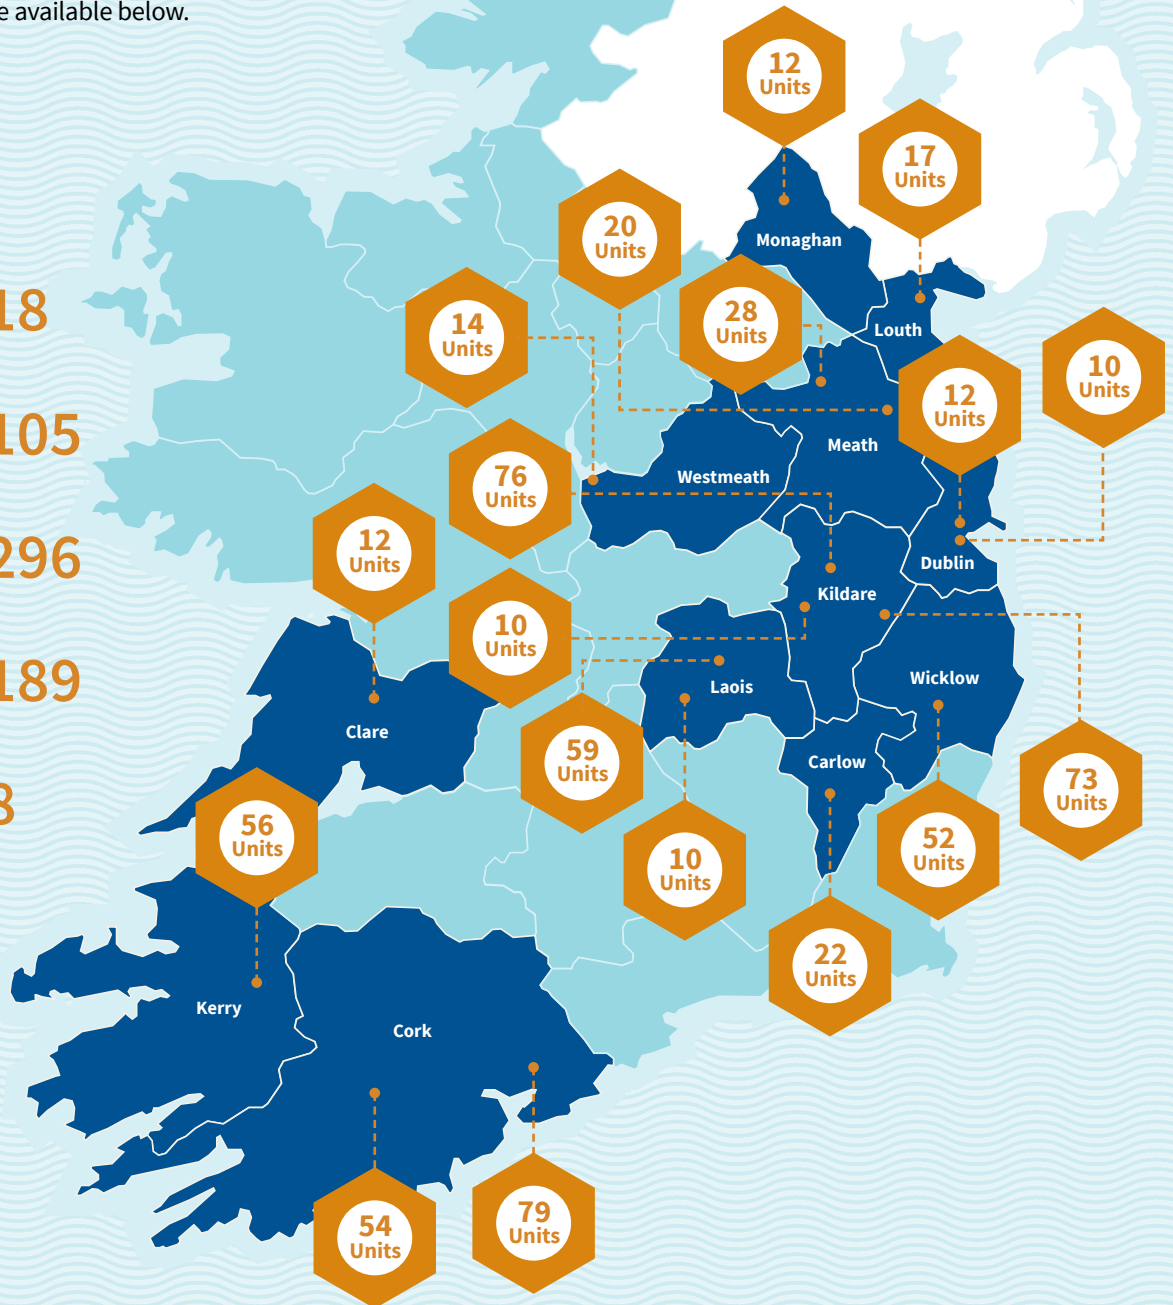 e available below.
12
Units
17
Units
20
Units
Monaghan
18
14
Units
28
Units
Louth
10
Units
12
Units
105
Meath
Westmeath
76
Units
12
Units
296
Dublin
Kildare
10
Units
189
Wicklow
Laois
Clare
59
Units
Carlow
73
Units
8
56
Units
10
Units
52
Units
22
Units
Kerry
Cork
54
Units
79
Units